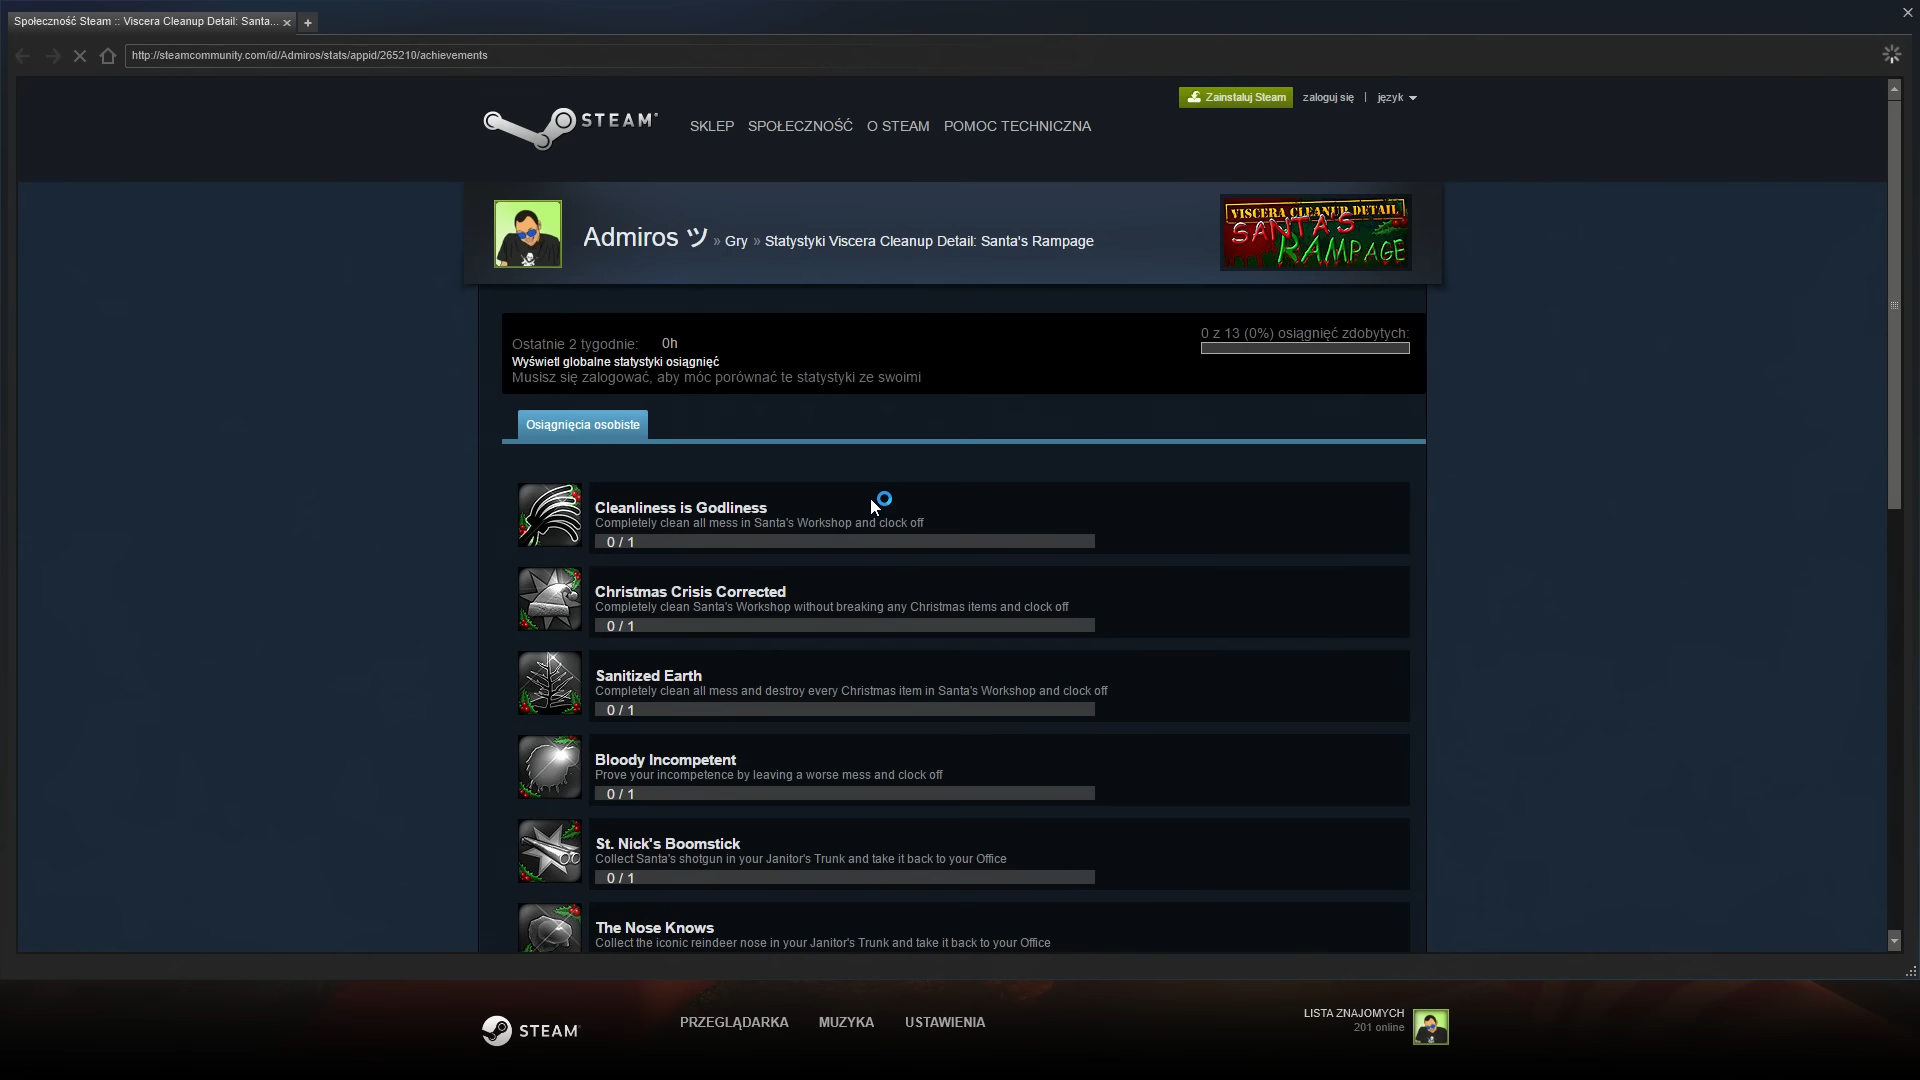 Społeczność Steam :: Viscera Cleanup Detail: Santa...
http://steamcommunity.com/id/Admiros/stats/appid/265210/achievements
Zainstaluj Steam zaloguj się | język
STEAM SKLEP SPOŁECZNOŚĆ O STEAM POMOC TECHNICZNA
Admiros ツ » Gry » Statystyki Viscera Cleanup Detail: Santa's Rampage
VISCERA CLEANUP DETAIL
SANTA'S
RAMPAGE
Ostatnie 2 tygodnie: 0h
Wyświetl globalne statystyki osiągnięć
Musisz się zalogować, aby móc porównać te statystyki ze swoimi
0 z 13 (0%) osiągnięć zdobytych:
Osiągnięcia osobiste
Cleanliness is Godliness
Completely clean all mess in Santa's Workshop and clock off
0 / 1
Christmas Crisis Corrected
Completely clean Santa's Workshop without breaking any Christmas items and clock off
0 / 1
Sanitized Earth
Completely clean all mess and destroy every Christmas item in Santa's Workshop and clock off
0 / 1
Bloody Incompetent
Prove your incompetence by leaving a worse mess and clock off
0 / 1
St. Nick's Boomstick
Collect Santa's shotgun in your Janitor's Trunk and take it back to your Office
0 / 1
The Nose Knows
Collect the iconic reindeer nose in your Janitor's Trunk and take it back to your Office
STEAM PRZEGLĄDARKA MUZYKA USTAWIENIA
LISTA ZNAJOMYCH
201 online